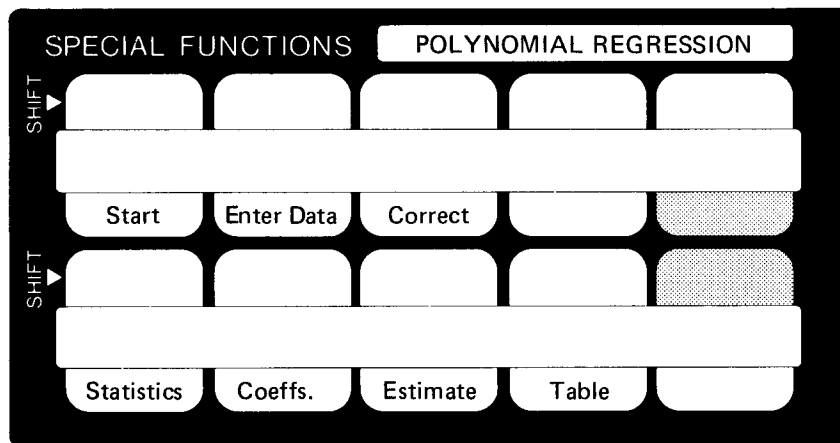 SPECIAL FUNCTIONS POLYNOMIAL REGRESSION
SHIFT
Start Enter Data Correct
SHIFT
Statistics Coeffs. Estimate Table